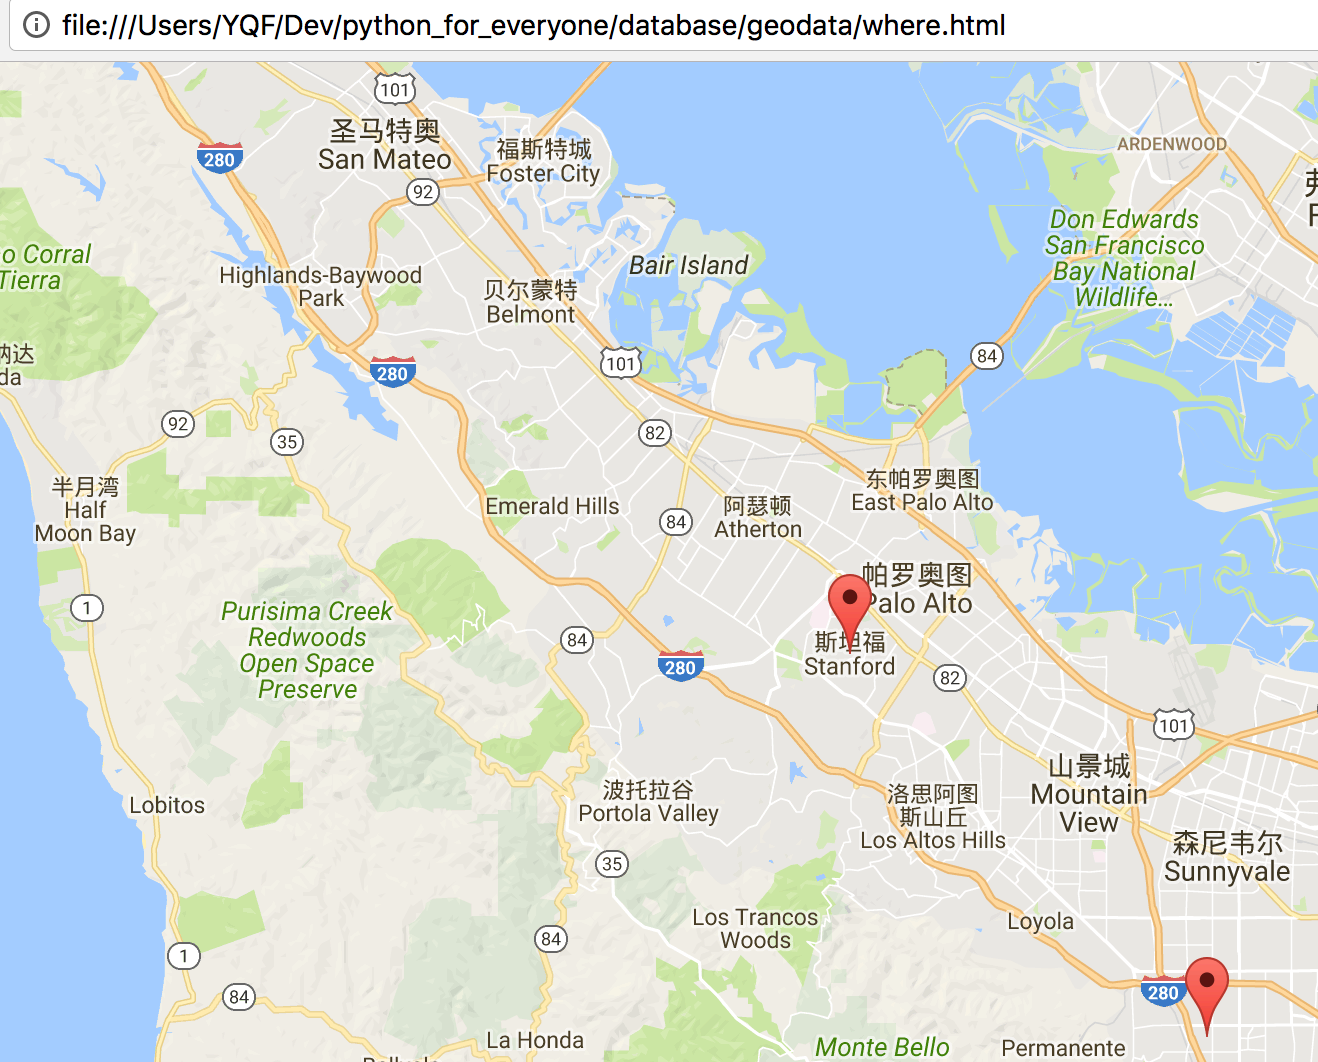 file:///Users/YQF/Dev/python_for_everyone/database/geodata/where.html
101
圣马特奥
San Mateo
280
福斯特城
Foster City
ARDENWOOD
92
Don Edwards
San Francisco
Bay National
Wildlife...
o Corral
Tierra
Highlands-Baywood
Park
Bair Island
贝尔蒙特
Belmont
纳达
da
280
101
84
92
35
82
半月湾
Half
Moon Bay
Emerald Hills
84
阿瑟顿
Atherton
东帕罗奥图
East Palo Alto
帕罗奥图
Palo Alto
1
Purisima Creek
Redwoods
Open Space
Preserve
84
280
斯坦福
Stanford
82
101
山景城
Mountain
View
波托拉谷
Portola Valley
洛思阿图
斯山丘
Los Altos Hills
Lobitos
森尼韦尔
Sunnyvale
35
Los Trancos
Woods
Loyola
84
1
84
280
La Honda
Monte Bello
Permanente